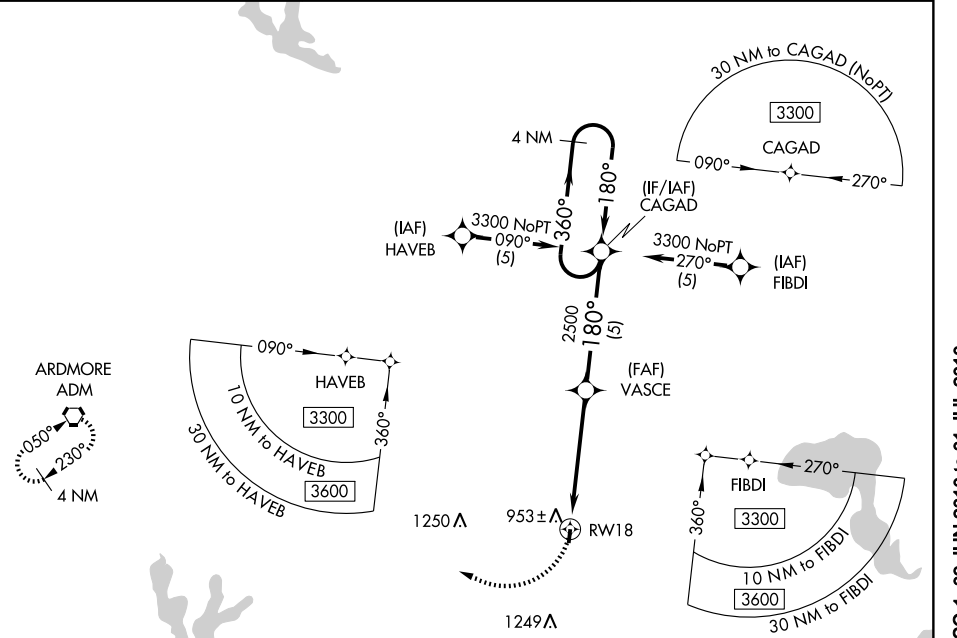 30 NM to CAGAD (NoPT)
3300
CAGAD
090°
270°
4 NM
180°
360°
(IF/IAF)
CAGAD
(IAF)
HAVEB
3300 NoPT
090°
(5)
3300 NoPT
270°
(5)
(IAF)
FIBDI
2500
180°
(5)
(FAF)
VASCE
090°
HAVEB
3300
360°
10 NM to HAVEB
3600
30 NM to HAVEB
ARDMORE
ADM
050°
230°
4 NM
270°
FIBDI
360°
3300
10 NM to FIBDI
3600
30 NM to FIBDI
1250
953±
RW18
1249